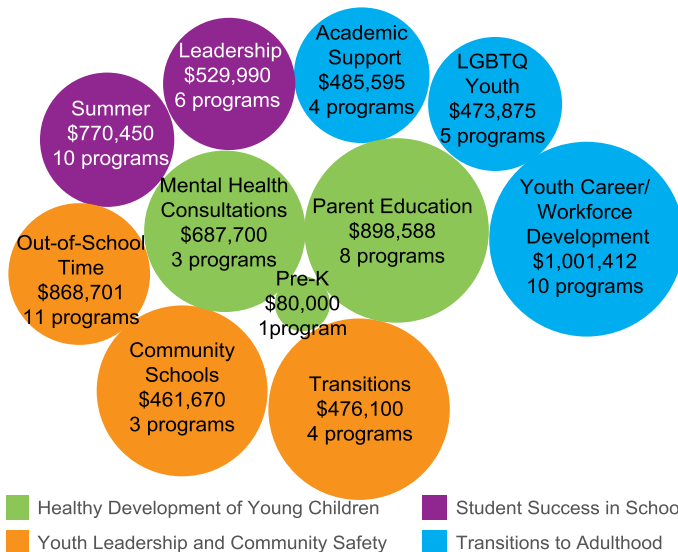 Leadership
$529,990
6 programs
Academic
Support
$485,595
4 programs
LGBTQ
Youth
$473,875
5 programs
Summer
$770,450
10 programs
Mental Health
Consultations
$687,700
3 programs
Parent Education
$898,588
8 programs
Youth Career/
Workforce
Development
$1,001,412
10 programs
Out-of-School
Time
$868,701
11 programs
Pre-K
$80,000
1program
Community
Schools
$461,670
3 programs
Transitions
$476,100
4 programs
Healthy Development of Young Children
Student Success in Schoo
Youth Leadership and Community Safety
Transitions to Adulthood